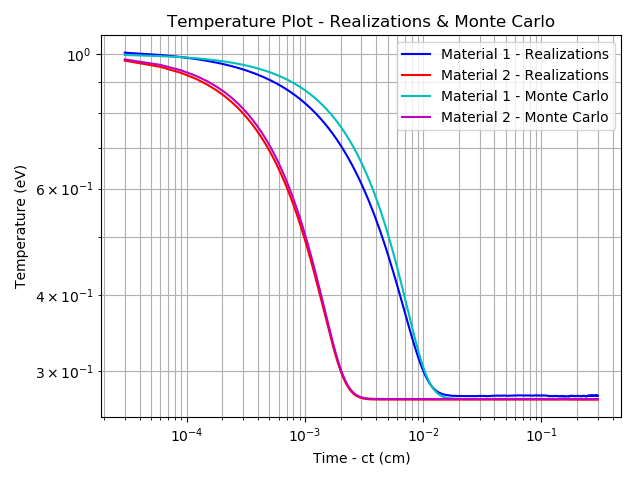 Temperature Plot - Realizations & Monte Carlo
10⁰
6 × 10⁻¹
4 × 10⁻¹
3 × 10⁻¹
Temperature (eV)
Material 1 - Realizations
Material 2 - Realizations
Material 1 - Monte Carlo
Material 2 - Monte Carlo
10⁻⁴ 10⁻³ 10⁻² 10⁻¹
Time - ct (cm)